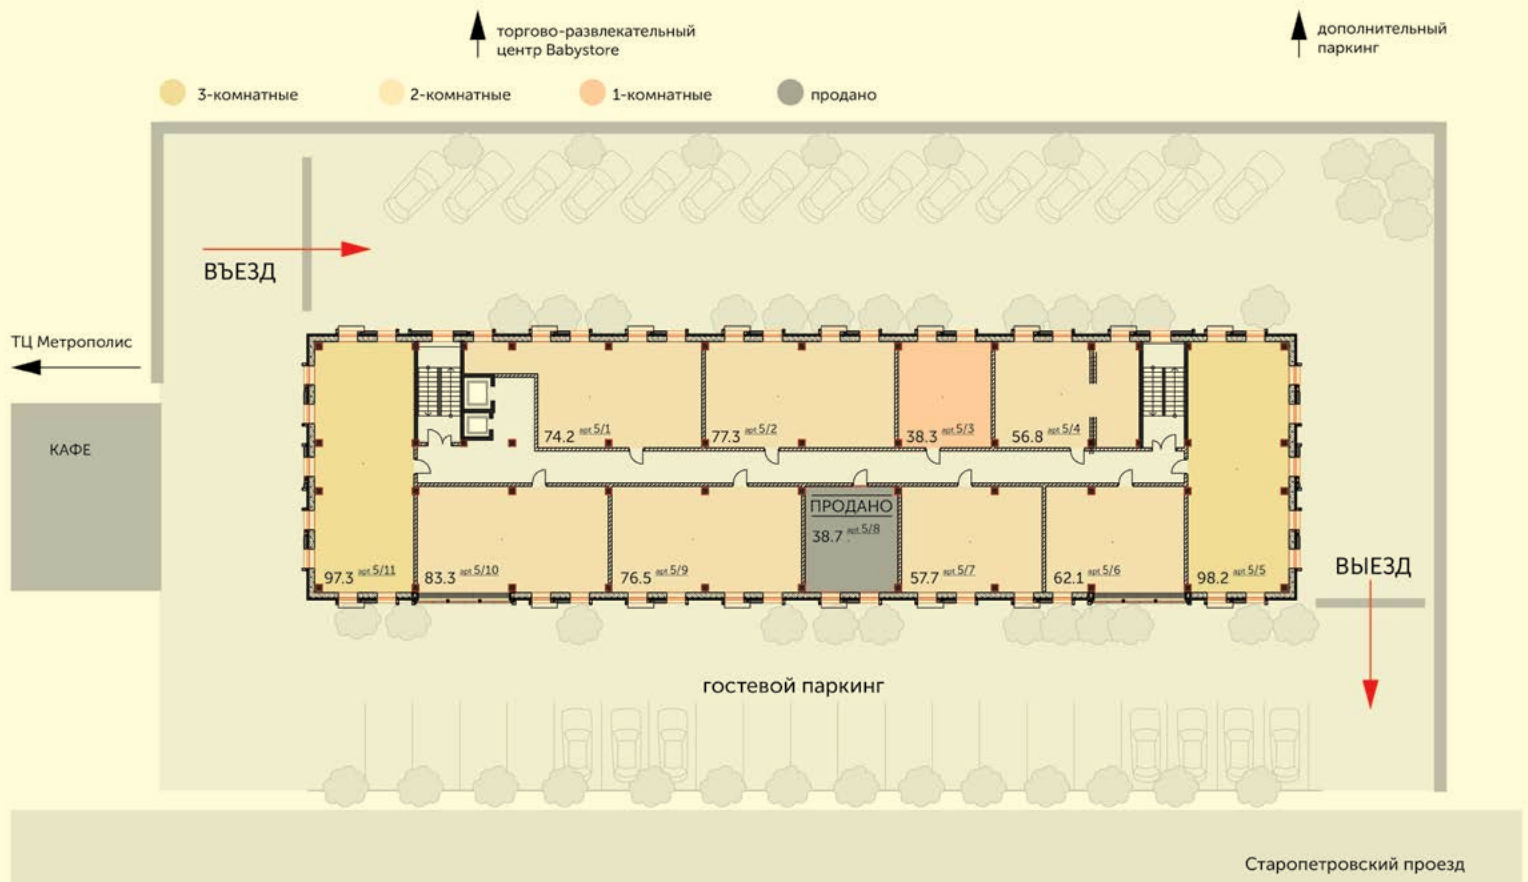 торгово-развлекательный
центр Babystore
дополнительный
паркинг
3-комнатные
2-комнатные
1-комнатные
продано
ВЪЕЗД
ТЦ Метрополис
КАФЕ
74.2 apt 5/1
77.3 apt 5/2
38.3 apt 5/3
56.8 apt 5/4
ПРОДАНО
38.7 apt 5/8
97.3 apt 5/11
83.3 apt 5/10
76.5 apt 5/9
57.7 apt 5/7
62.1 apt 5/6
98.2 apt 5/5
ВЫЕЗД
гостевой паркинг
Старопетровский проезд